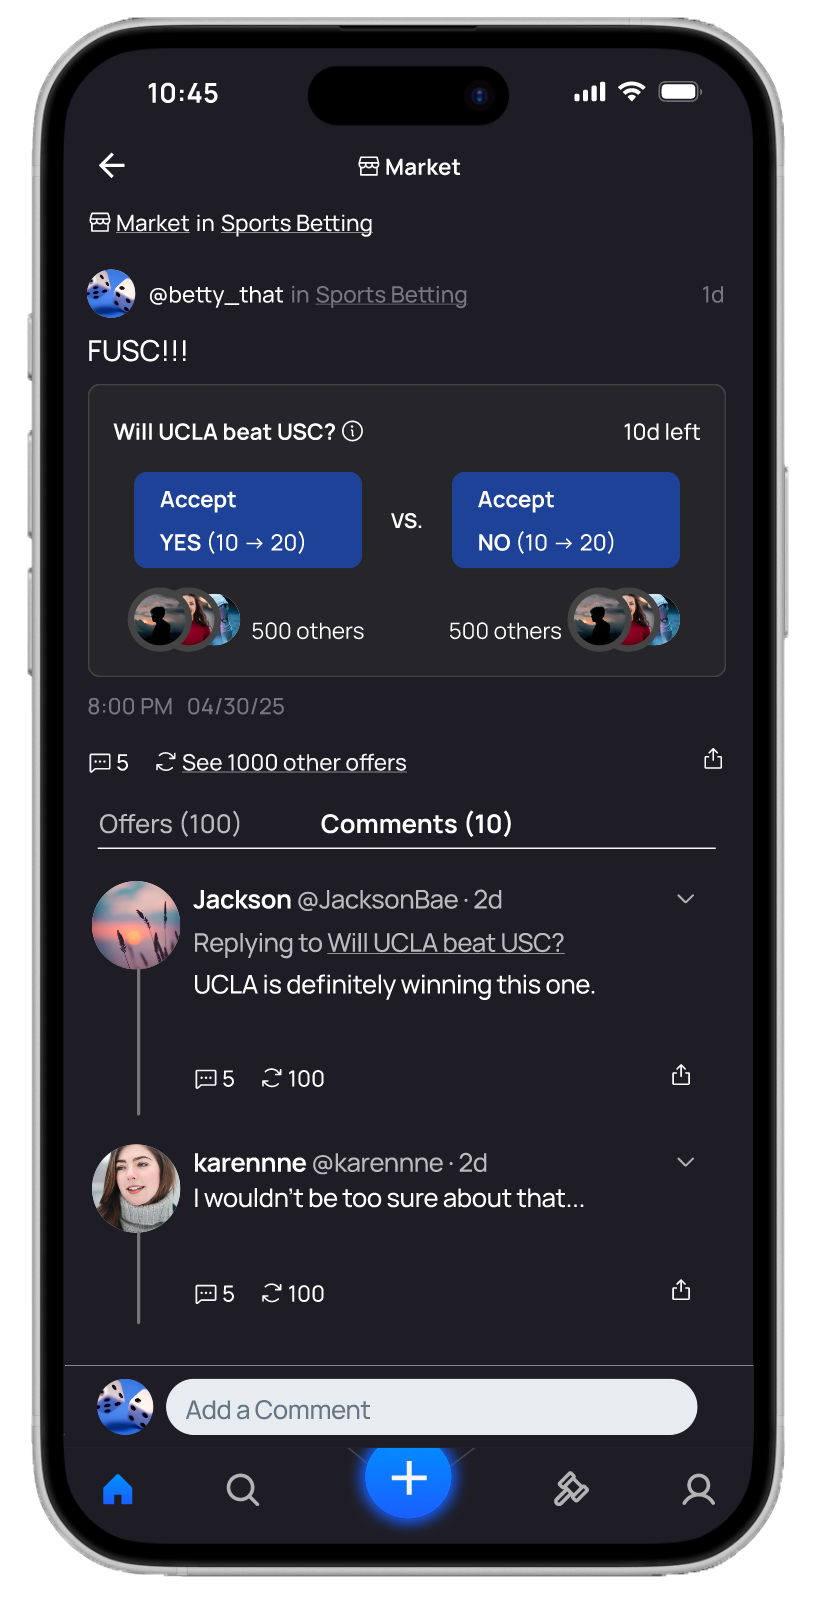 10:45
Market
Market in Sports Betting
@betty_that in Sports Betting 1d
FUSC!!!
Will UCLA beat USC? 10d left
Accept
YES (10 → 20)
vs.
Accept
NO (10 → 20)
500 others
500 others
8:00 PM 04/30/25
5 See 1000 other offers
Offers (100) Comments (10)
Jackson @JacksonBae · 2d
Replying to Will UCLA beat USC?
UCLA is definitely winning this one.
5 100
karennne @karennne · 2d
I wouldn't be too sure about that...
5 100
Add a Comment